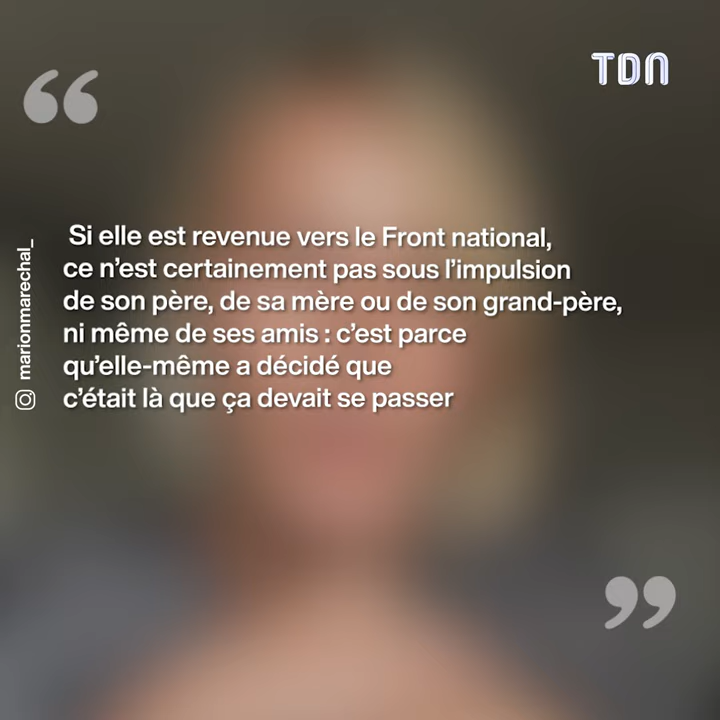 TDN
“
Si elle est revenue vers le Front national,
ce n’est certainement pas sous l’impulsion
de son père, de sa mère ou de son grand-père,
ni même de ses amis : c’est parce
qu’elle-même a décidé que
c’était là que ça devait se passer
”
marionmarechal_